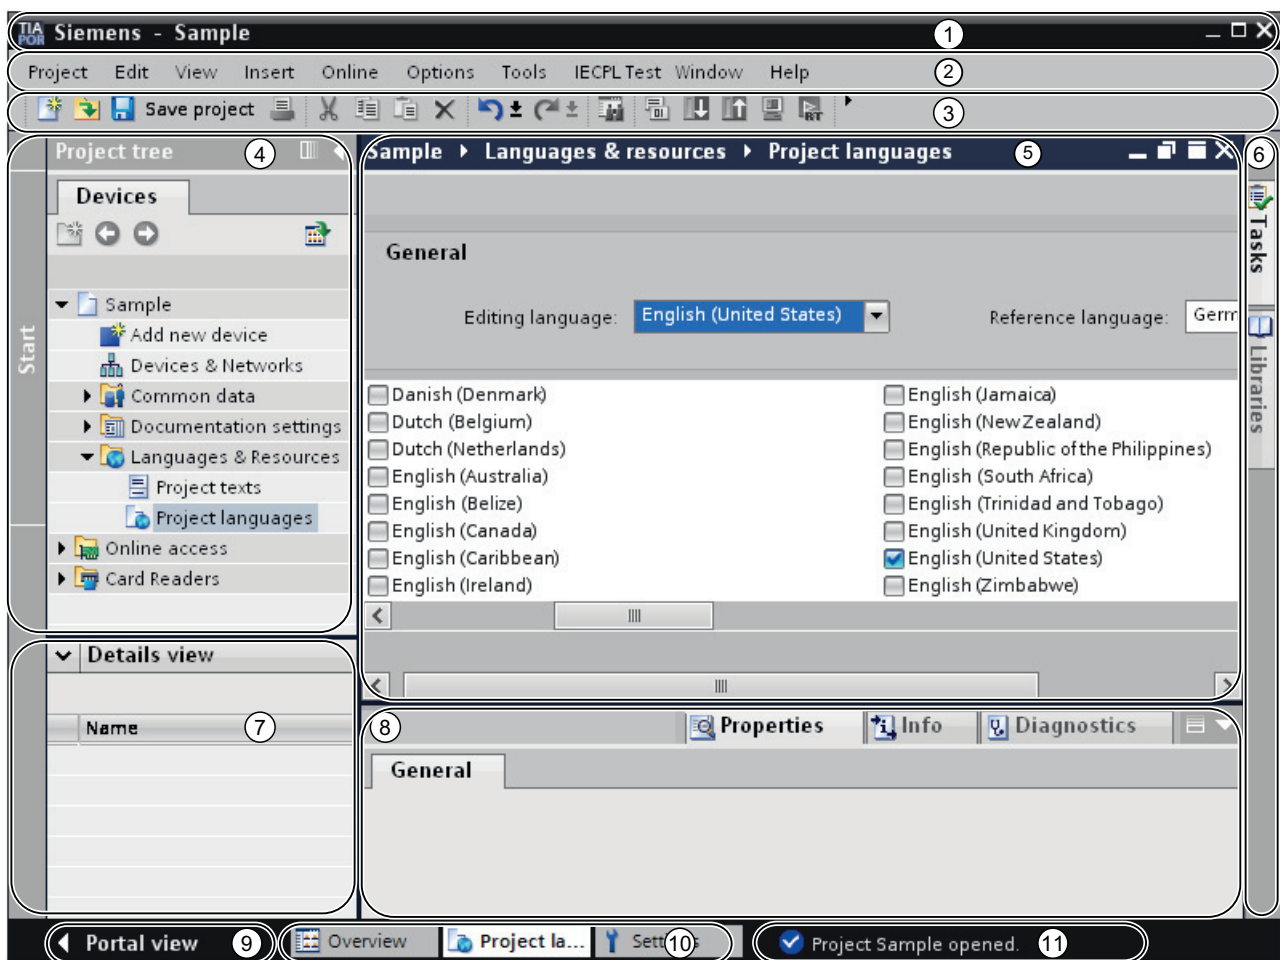 TIA
POR
Siemens - Sample
1
Project Edit View Insert Online Options Tools IECPL Test Window Help
2
Save project
RT
3
Start
Project tree
4
Devices
Sample
Add new device
Devices & Networks
Common data
Documentation settings
Languages & Resources
Project texts
Project languages
Online access
Card Readers
Sample Languages & resources Project languages
5
General
Editing language: English (United States)
Reference language: Germ
Danish (Denmark)
Dutch (Belgium)
Dutch (Netherlands)
English (Australia)
English (Belize)
English (Canada)
English (Caribbean)
English (Ireland)
English (Jamaica)
English (New Zealand)
English (Republic of the Philippines)
English (South Africa)
English (Trinidad and Tobago)
English (United Kingdom)
English (United States)
English (Zimbabwe)
6
Tasks
Libraries
Details view
Name
7
8
Properties Info Diagnostics
General
Portal view
9
Overview Project la...
10
Project Sample opened.
11